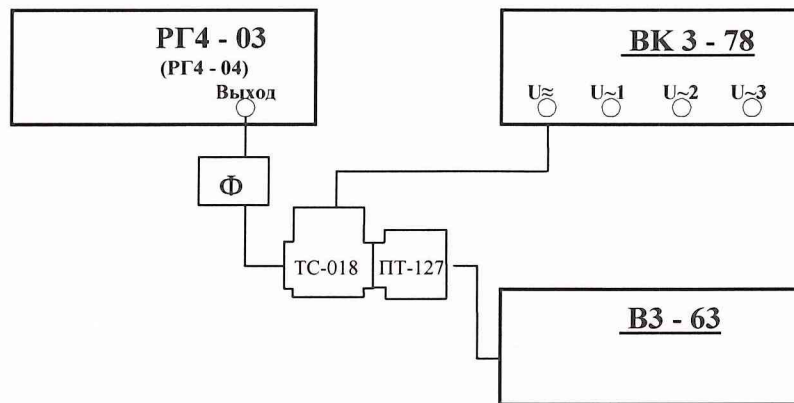 РГ4 - 03
(РГ4 - 04)
Выход
ВК 3 - 78
U≈ U~1 U~2 U~3
Ф
ТС-018 ПТ-127
В3 - 63